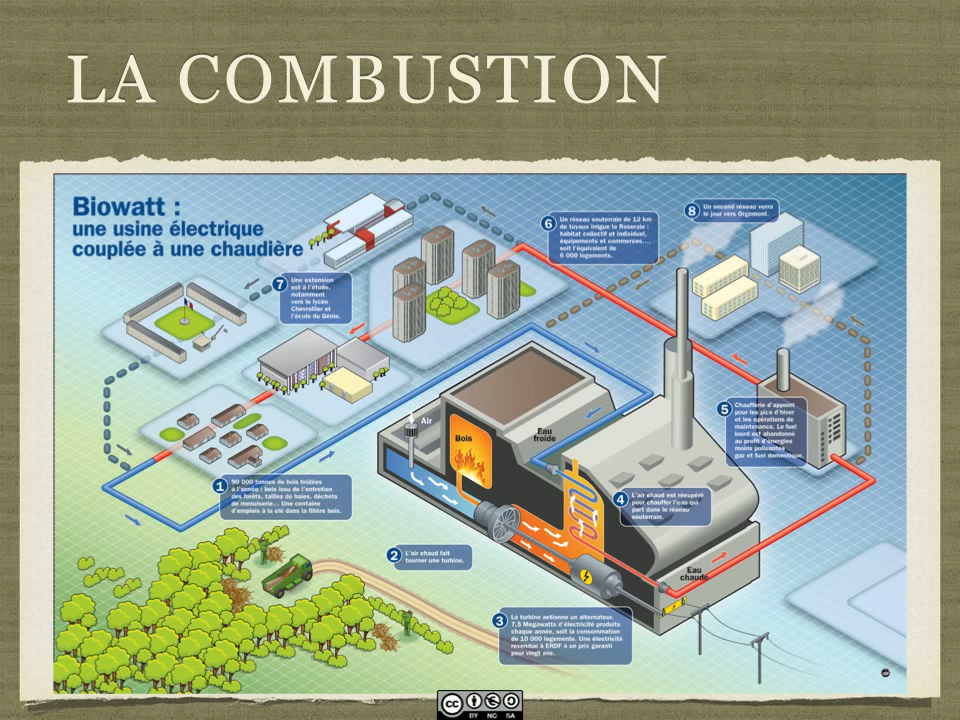 LA COMBUSTION
Biowatt :
une usine électrique
couplée à une chaudière
6
Un réseau souterrain de 12 km
de tuyaux irrigue la Roseraie :
habitat collectif et individuel,
équipements et commerces...,
soit l'équivalent de
6 000 logements.
8
Un second réseau verra
le jour vers Orgemont.
7
Une extension
est à l'étude,
notamment
vers le lycée
Chevrollier et
l'école du Génie.
5
Chaufferie d'appoint
pour les pics d'hiver
et les opérations de
maintenance. Le fuel
lourd est abandonné
au profit d'énergies
moins polluantes
gaz et fuel domestique.
Air
Bois
Eau
froide
1
90 000 tonnes de bois brûlées
à l'année : bois issu de l'entretien
des forêts, tailles de haies, déchets
de menuiserie... Une centaine
d'emplois à la clé dans la filière bois.
4
L'air chaud est récupéré
pour chauffer l'eau qui
part dans le réseau
souterrain.
2
L'air chaud fait
tourner une turbine.
Eau
chaude
3
La turbine actionne un alternateur.
7,5 Megawatts d'électricité produits
chaque année, soit la consommation
de 10 000 logements. Une électricité
revendue à ERDF à un prix garanti
pour vingt ans.
cc
BY NC SA